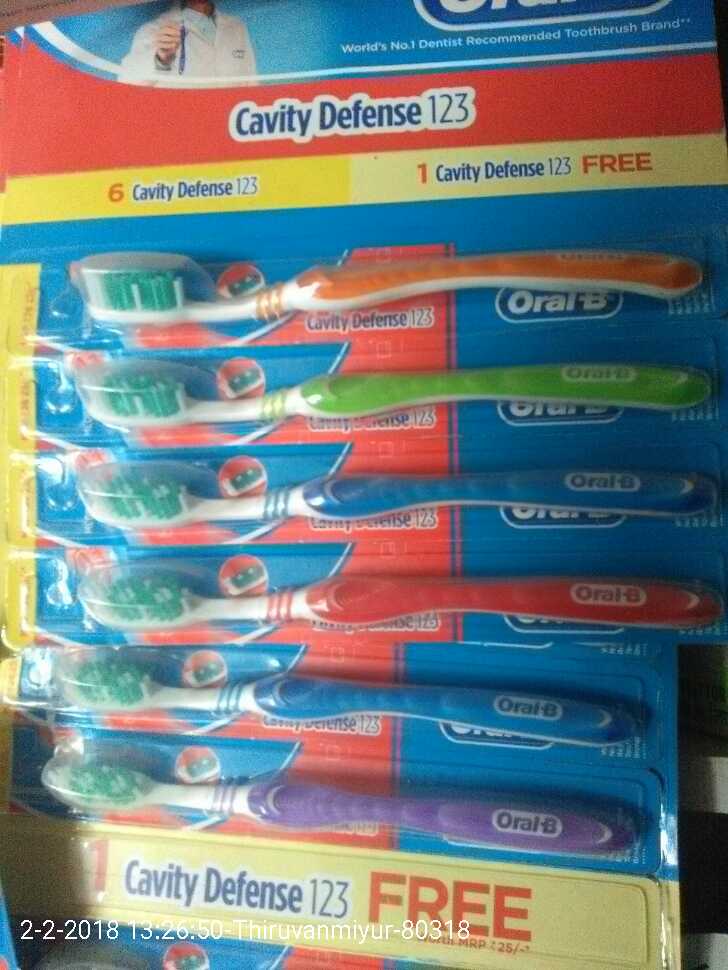 World's No.1 Dentist Recommended Toothbrush Brand**
Cavity Defense 123
6 Cavity Defense 123
1 Cavity Defense 123 FREE
Oral-B
Cavity Defense 123
Oral-B
Oral-B
Cavity Defense 123
Oral-B
Oral-B
Cavity Defense 123
Oral-B
Oral-B
Cavity Defense 123
Oral-B
Cavity Defense 123
Oral-B
1 Cavity Defense 123 FREE
MRP ₹25/-*
2-2-2018 13:26:50-Thiruvanmiyur-80318